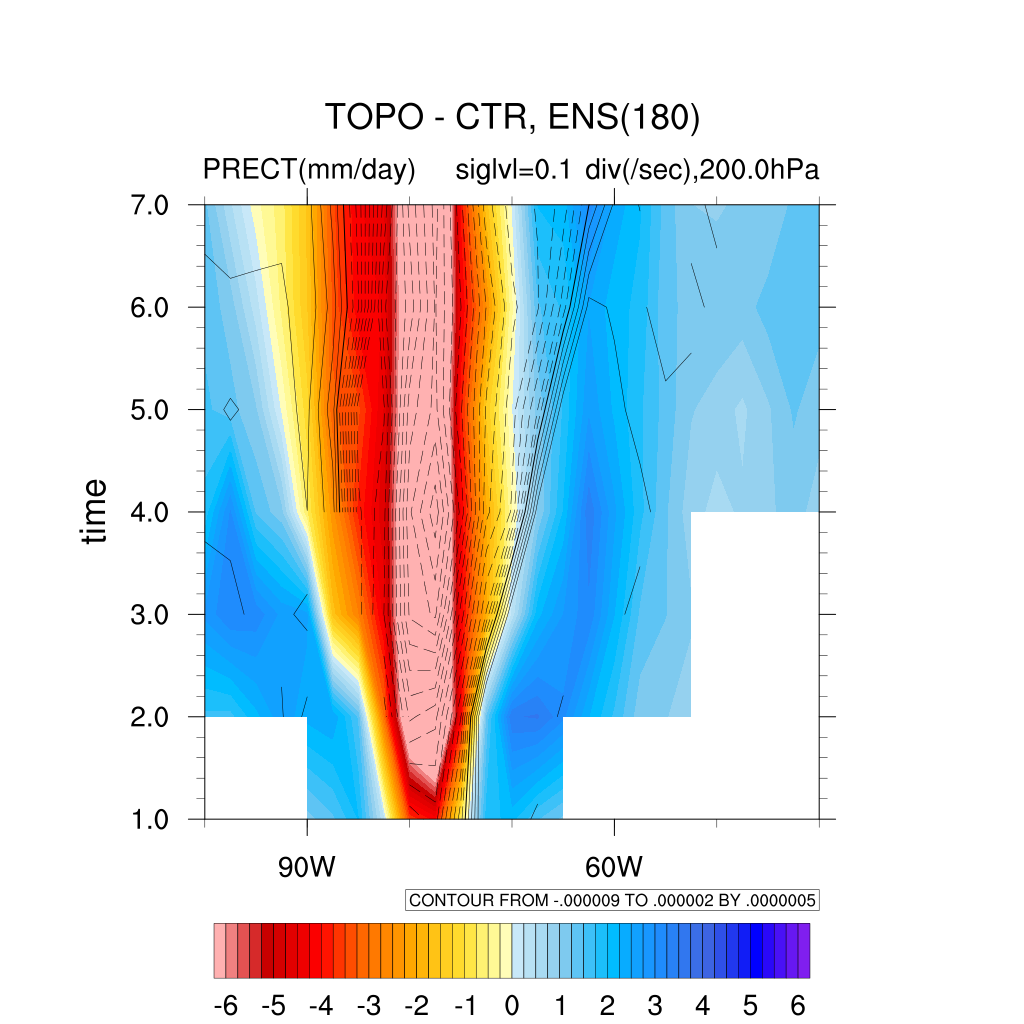 TOPO - CTR, ENS(180)
PRECT(mm/day) siglvl=0.1 div(/sec),200.0hPa
7.0
6.0
5.0
4.0
3.0
2.0
1.0
time
90W 60W
CONTOUR FROM -.000009 TO .000002 BY .0000005
-6 -5 -4 -3 -2 -1 0 1 2 3 4 5 6